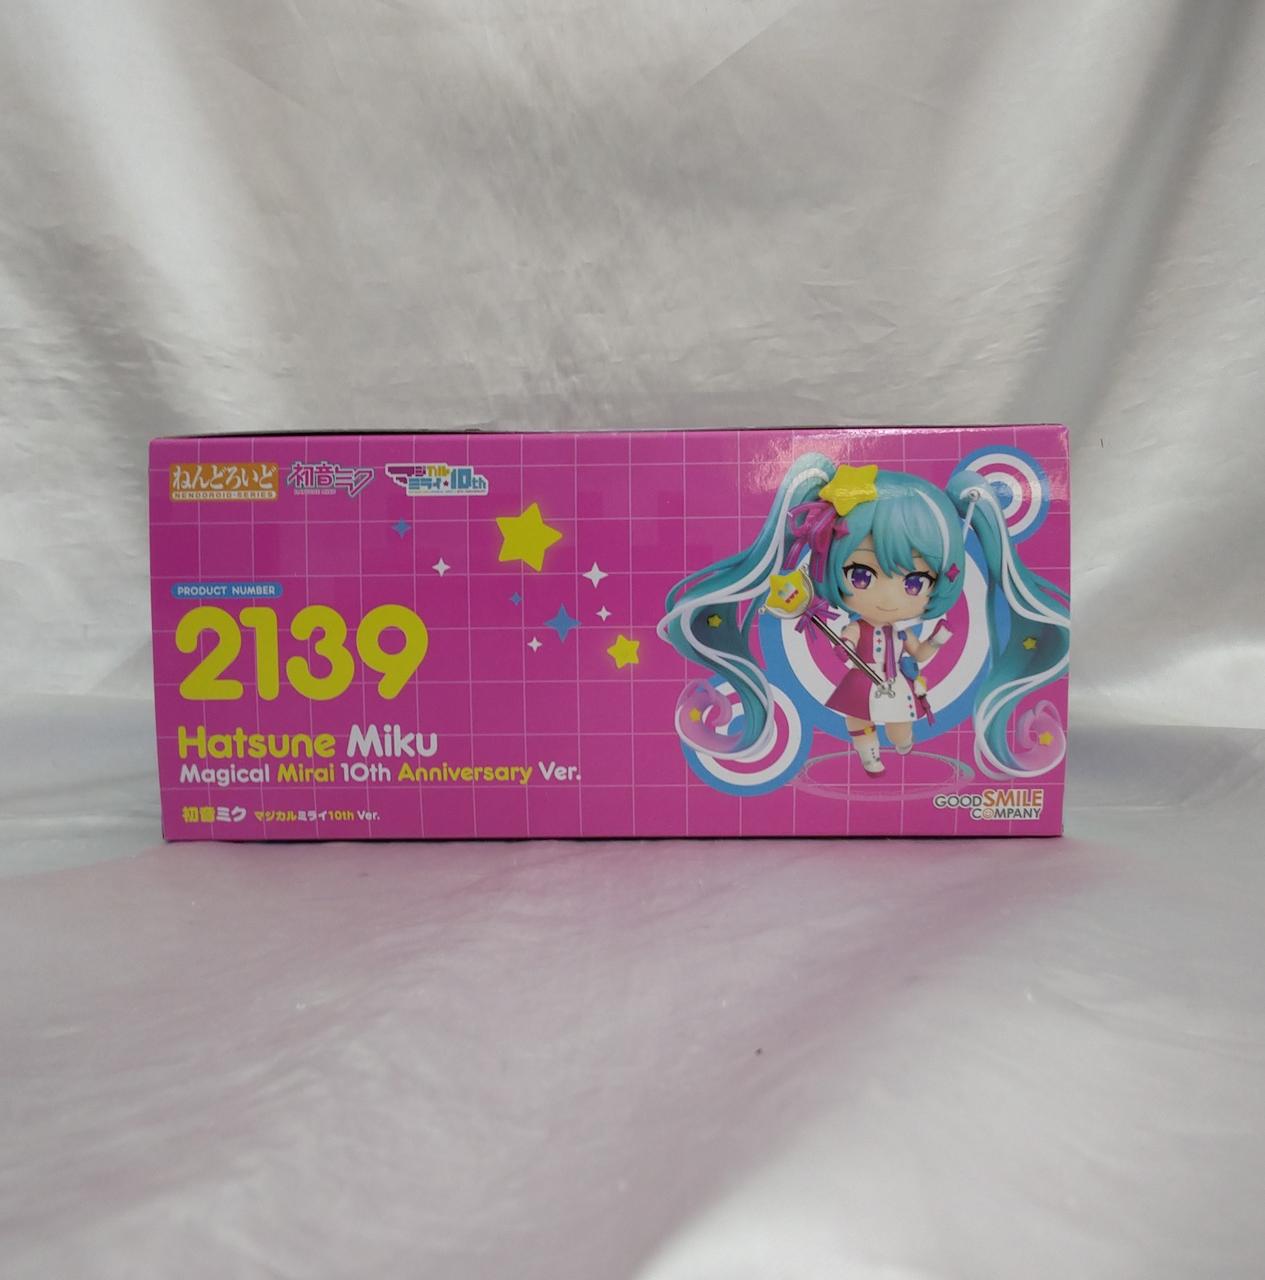 ねんどろいど
NENDOROID-SERIES
初音ミク
マジカル
ミライ 10th
PRODUCT NUMBER
2139
Hatsune Miku
Magical Mirai 10th Anniversary Ver.
初音ミク マジカルミライ10th Ver.
GOOD SMILE
COMPANY